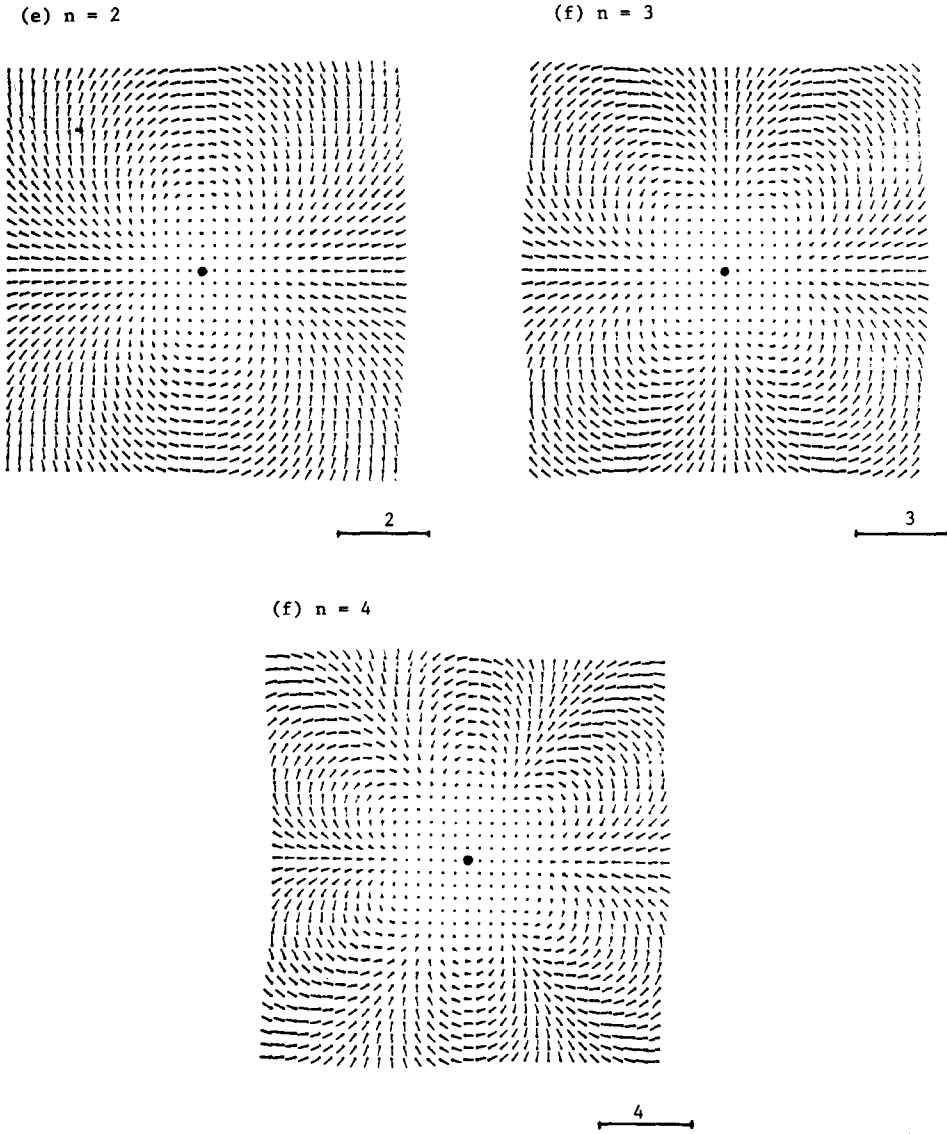 (e) n = 2
(f) n = 3
2
3
(f) n = 4
4